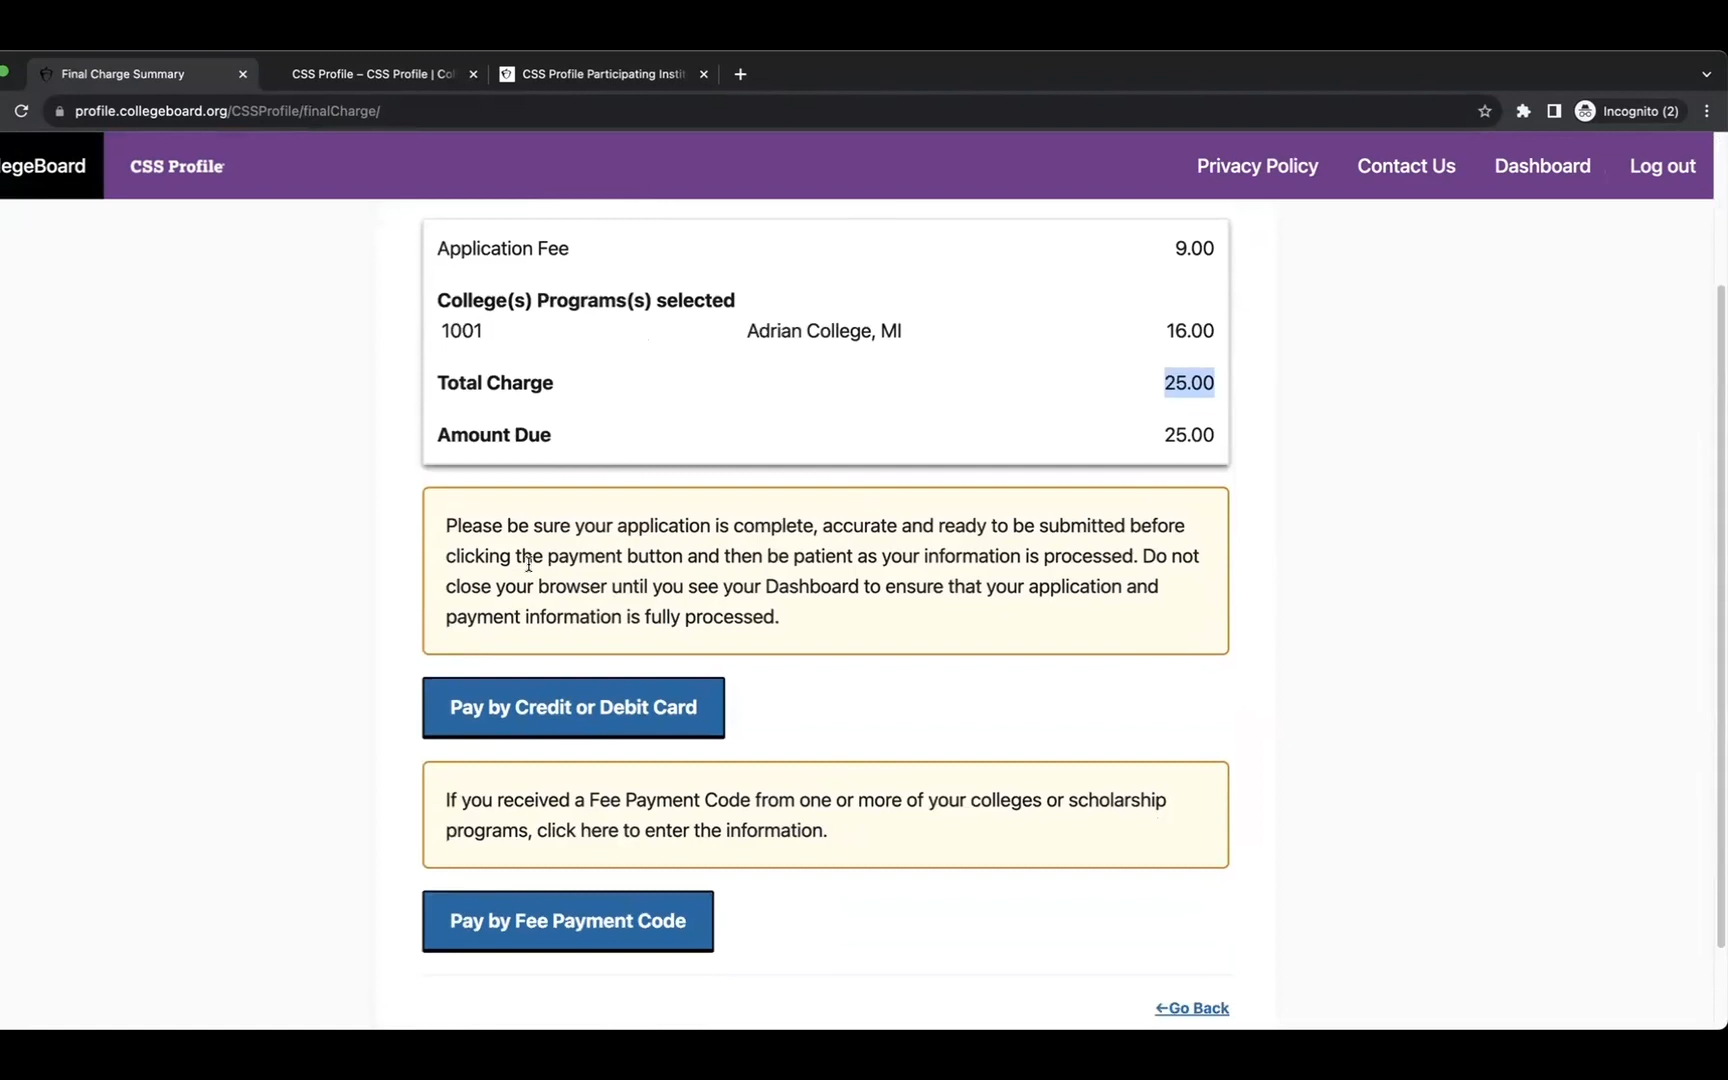 Final Charge Summary
CSS Profile – CSS Profile | Co
CSS Profile Participating Instit
profile.collegeboard.org/CSSProfile/finalCharge/
Incognito (2)
legeBoard
CSS Profile
Privacy Policy
Contact Us
Dashboard
Log out
Application Fee 9.00
College(s) Programs(s) selected
1001 Adrian College, MI 16.00
Total Charge 25.00
Amount Due 25.00
Please be sure your application is complete, accurate and ready to be submitted before
clicking the payment button and then be patient as your information is processed. Do not
close your browser until you see your Dashboard to ensure that your application and
payment information is fully processed.
Pay by Credit or Debit Card
If you received a Fee Payment Code from one or more of your colleges or scholarship
programs, click here to enter the information.
Pay by Fee Payment Code
←Go Back